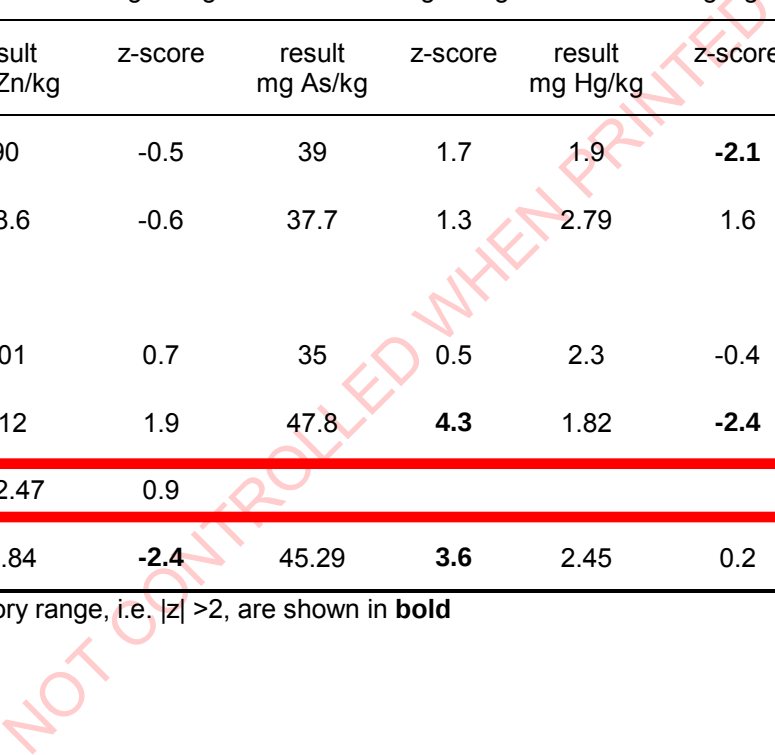 sult z-score result z-score result z-score
Zn/kg mg As/kg mg Hg/kg
90 -0.5 39 1.7 1.9 -2.1
3.6 -0.6 37.7 1.3 2.79 1.6
01 0.7 35 0.5 2.3 -0.4
12 1.9 47.8 4.3 1.82 -2.4
2.47 0.9
.84 -2.4 45.29 3.6 2.45 0.2
ory range, i.e. |z| >2, are shown in bold
NOT CONTROLLED WHEN PRINTED